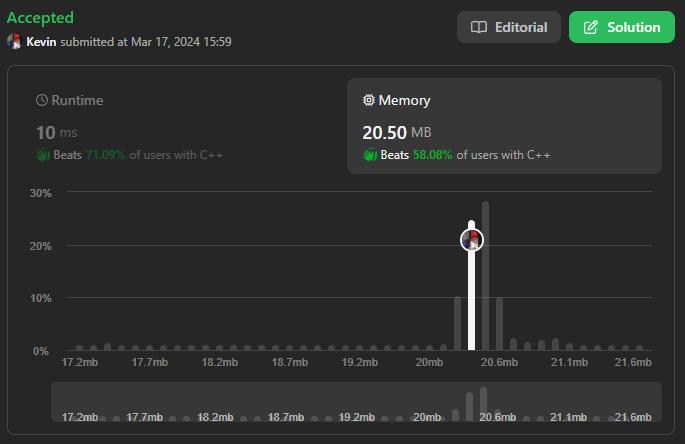 Accepted
Kevin submitted at Mar 17, 2024 15:59
Editorial
Solution
Runtime
10 ms
Beats 71.09% of users with C++
Memory
20.50 MB
Beats 58.08% of users with C++
30%
20%
10%
0%
17.2mb 17.7mb 18.2mb 18.7mb 19.2mb 20mb 20.6mb 21.1mb 21.6mb
17.2mb 17.7mb 18.2mb 18.7mb 19.2mb 20mb 20.6mb 21.1mb 21.6mb